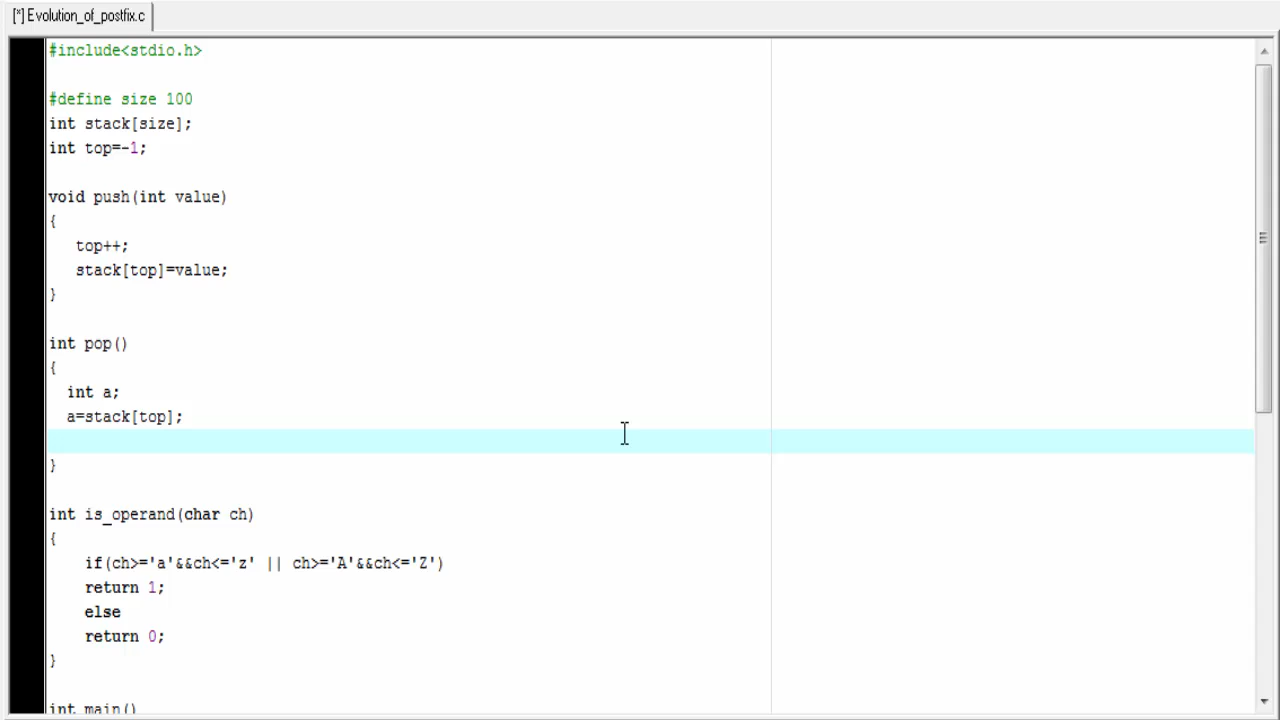 [*] Evolution_of_postfix.c
#include<stdio.h>
#define size 100
int stack[size];
int top=-1;
void push(int value)
{
top++;
stack[top]=value;
}
int pop()
{
int a;
a=stack[top];
}
int is_operand(char ch)
{
if(ch>='a'&&ch<='z' || ch>='A'&&ch<='Z')
return 1;
else
return 0;
}
int main()